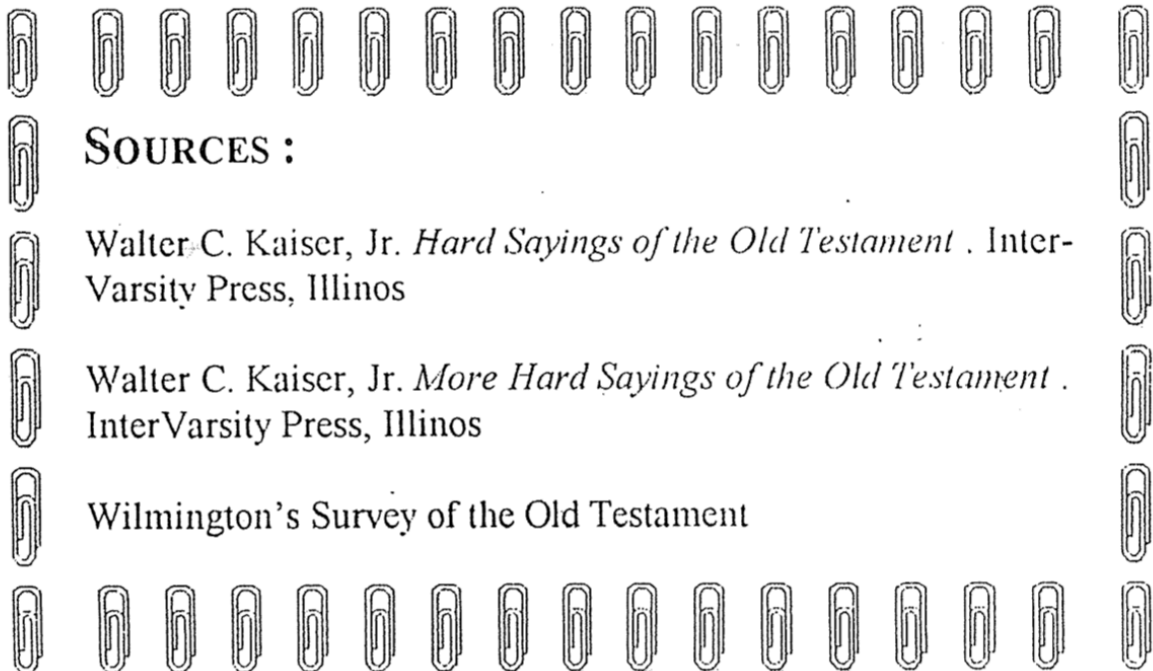 SOURCES :
Walter C. Kaiser, Jr. Hard Sayings of the Old Testament . Inter-
Varsity Press, Illinos
Walter C. Kaiser, Jr. More Hard Sayings of the Old Testament .
InterVarsity Press, Illinos
Wilmington's Survey of the Old Testament